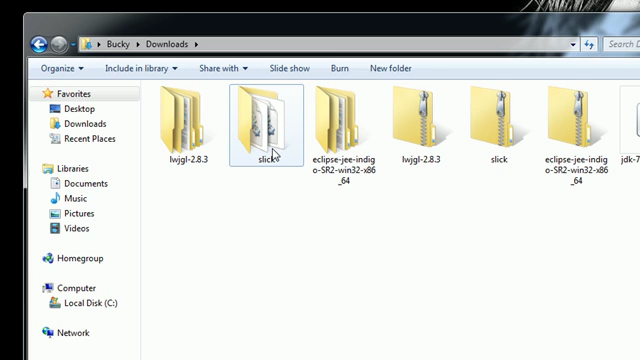 Bucky Downloads
Search D
Organize Include in library Share with Slide show Burn New folder
Favorites
Desktop
Downloads
Recent Places
Libraries
Documents
Music
Pictures
Videos
Homegroup
Computer
Local Disk (C:)
Network
lwjgl-2.8.3
slick
eclipse-jee-indig
o-SR2-win32-x86
_64
lwjgl-2.8.3
slick
eclipse-jee-indig
o-SR2-win32-x86
_64
jdk-7